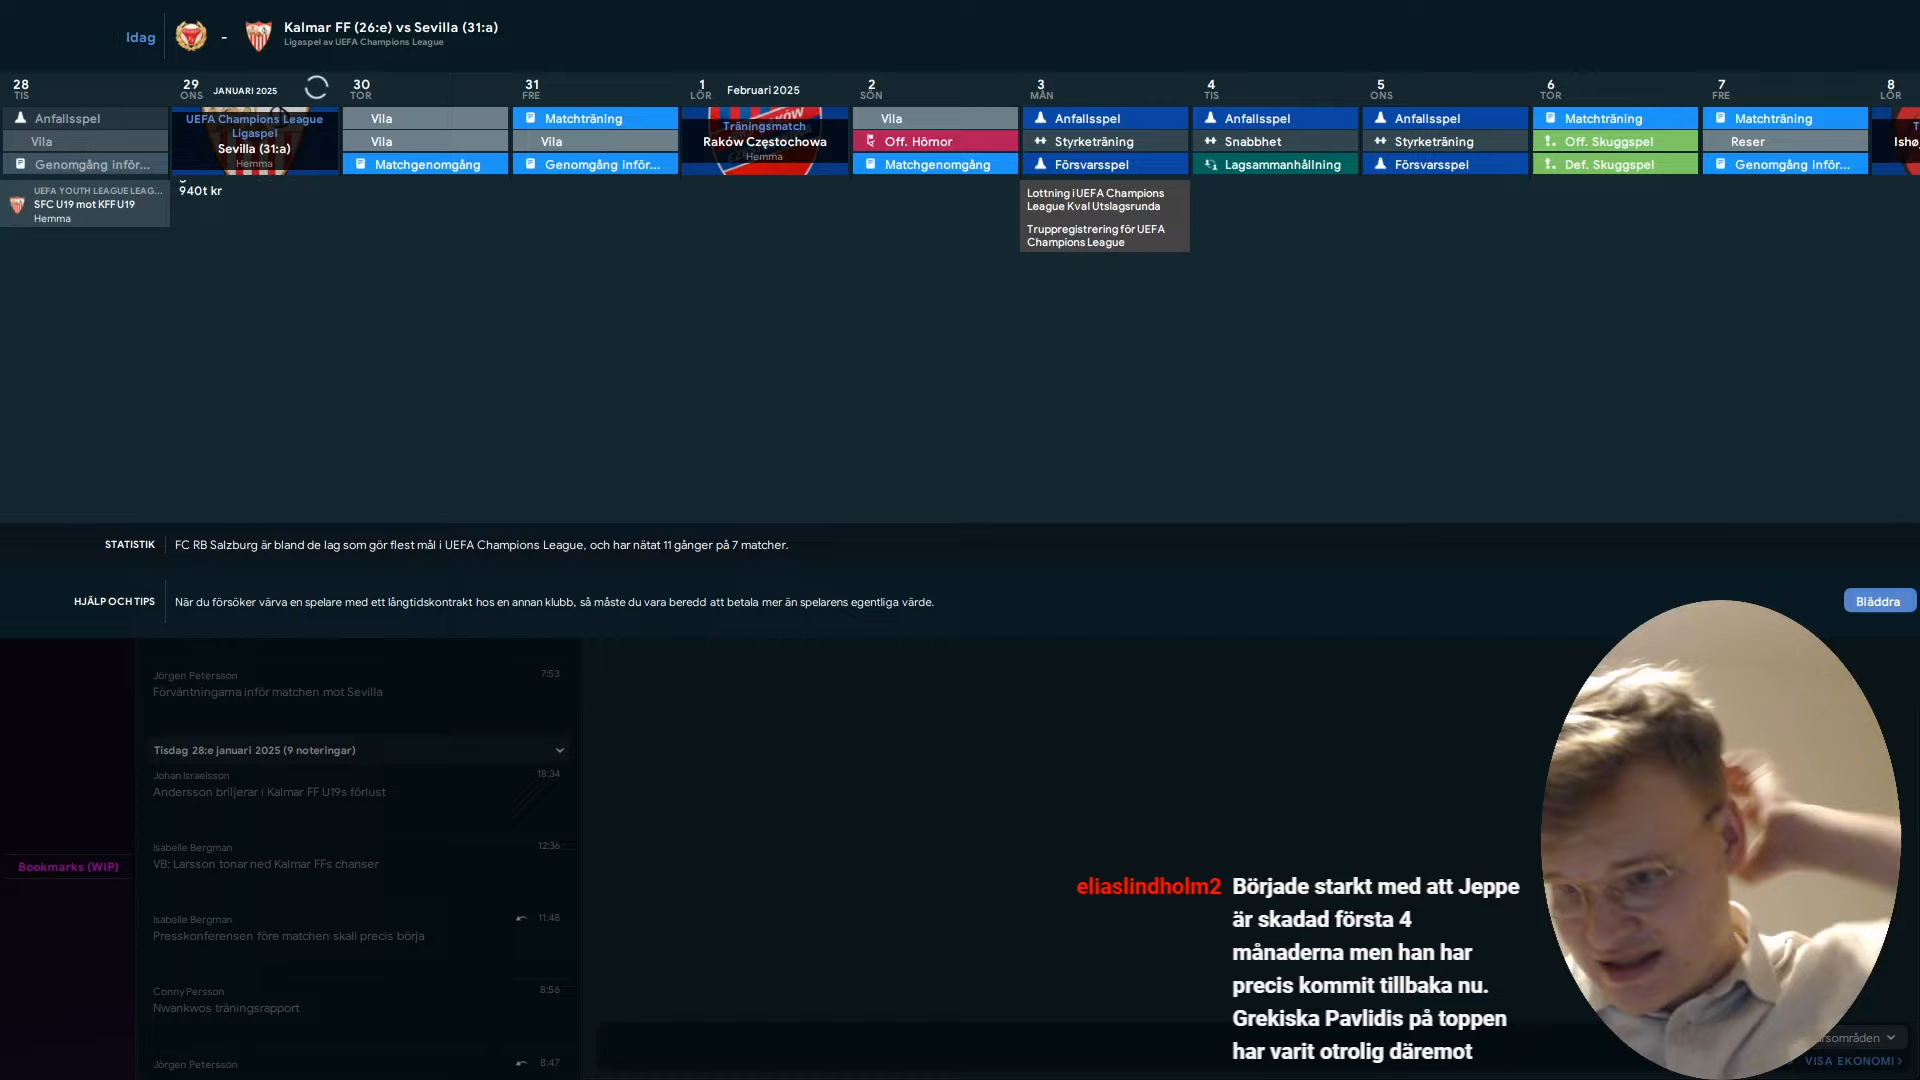 Idag
-
Kalmar FF (26:e) vs Sevilla (31:a)
Ligaspel av UEFA Champions League
28
TIS
29
ONS
JANUARI 2025
30
TOR
31
FRE
1
LÖR
Februari 2025
2
SÖN
3
MÅN
4
TIS
5
ONS
6
TOR
7
FRE
8
LÖR
Anfallsspel
Vila
Genomgång inför...
UEFA Champions League
Ligaspel
Sevilla (31:a)
Hemma
Vila
Vila
Matchgenomgång
Matchträning
Vila
Genomgång inför...
Träningsmatch
Raków Częstochowa
Hemma
Vila
Off. Hörnor
Matchgenomgång
Anfallsspel
Styrketräning
Försvarsspel
Anfallsspel
Snabbhet
Lagsammanhållning
Anfallsspel
Styrketräning
Försvarsspel
Matchträning
Off. Skuggspel
Def. Skuggspel
Matchträning
Reser
Genomgång inför...
UEFA YOUTH LEAGUE LEAG...
SFC U19 mot KFF U19
Hemma
940t kr
Lottning i UEFA Champions
League Kval Utslagsrunda
Truppregistrering för UEFA
Champions League
STATISTIK
FC RB Salzburg är bland de lag som gör flest mål i UEFA Champions League, och har nätat 11 gånger på 7 matcher.
HJÄLP OCH TIPS
När du försöker värva en spelare med ett långtidskontrakt hos en annan klubb, så måste du vara beredd att betala mer än spelarens egentliga värde.
Bläddra
Jörgen Petersson
7:53
Förväntningarna inför matchen mot Sevilla
Tisdag 28:e januari 2025 (9 noteringar)
Johan Israelsson
18:34
Andersson briljerar i Kalmar FF U19s förlust
Isabelle Bergman
12:36
VB: Larsson tonar ned Kalmar FFs chanser
Bookmarks (WIP)
Isabelle Bergman
11:48
Presskonferensen före matchen skall precis börja
Conny Persson
8:56
Nwankwos träningsrapport
Jörgen Petersson
8:47
eliaslindholm2 Började starkt med att Jeppe
är skadad första 4
månaderna men han har
precis kommit tillbaka nu.
Grekiska Pavlidis på toppen
har varit otrolig däremot
VISA EKONOMI